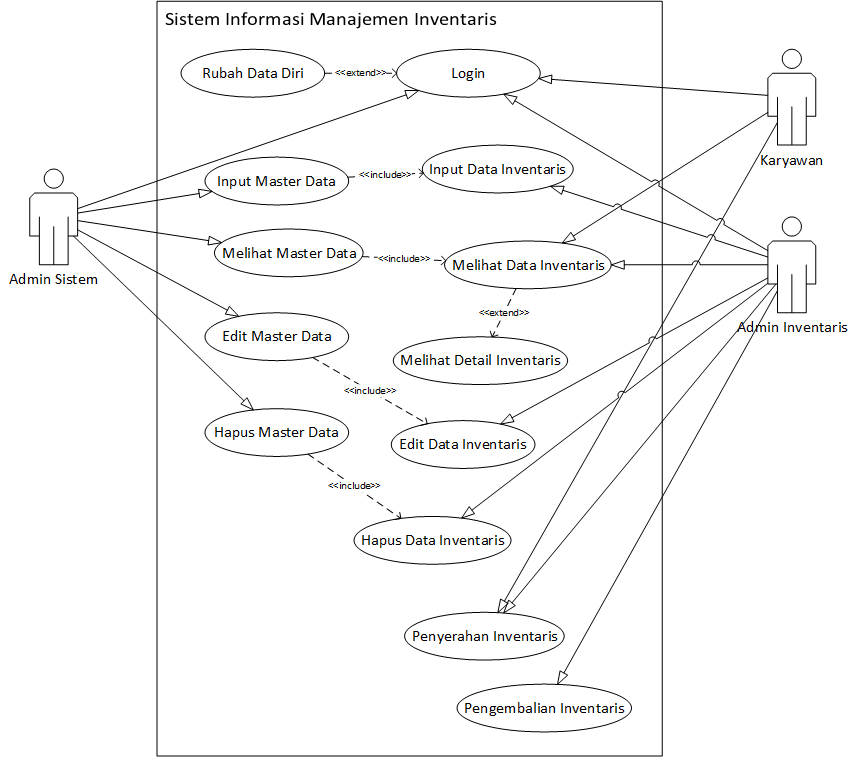 Sistem Informasi Manajemen Inventaris
Rubah Data Diri
<<extend>>
Login
Karyawan
Input Master Data
<<include>>
Input Data Inventaris
Admin Sistem
Melihat Master Data
<<include>>
Melihat Data Inventaris
Admin Inventaris
<<extend>>
Edit Master Data
Melihat Detail Inventaris
<<include>>
Hapus Master Data
Edit Data Inventaris
<<include>>
Hapus Data Inventaris
Penyerahan Inventaris
Pengembalian Inventaris